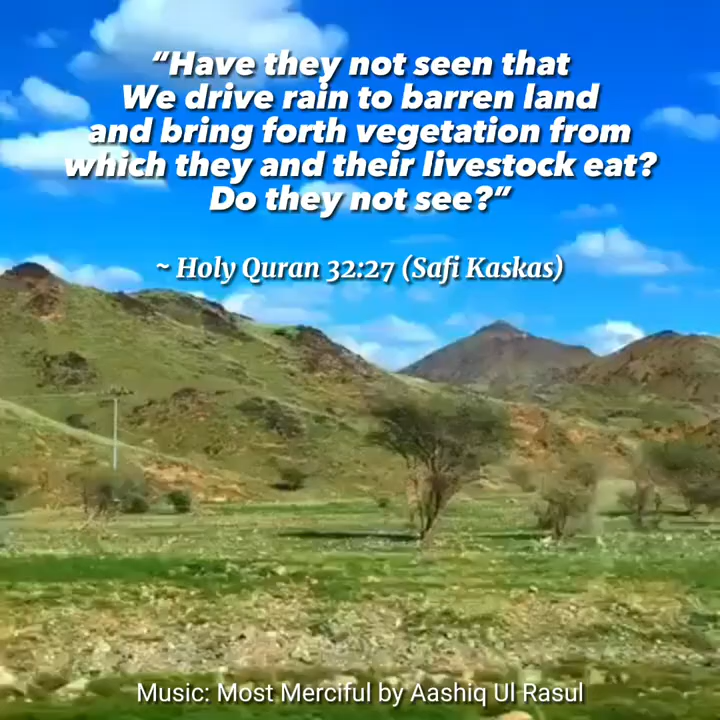 “Have they not seen that
We drive rain to barren land
and bring forth vegetation from
which they and their livestock eat?
Do they not see?”
~ Holy Quran 32:27 (Safi Kaskas)
Music: Most Merciful by Aashiq Ul Rasul